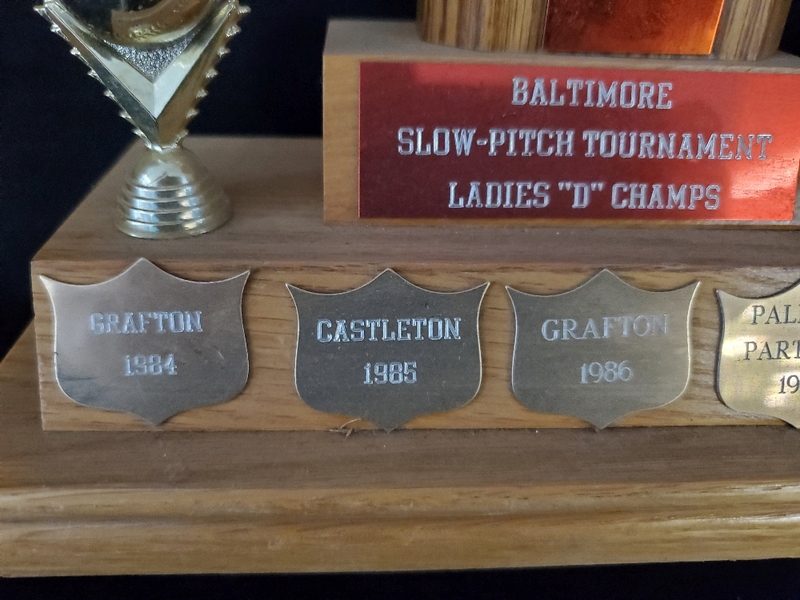 BALTIMORE
SLOW-PITCH TOURNAMENT
LADIES "D" CHAMPS
GRAFTON
1984
CASTLETON
1985
GRAFTON
1986